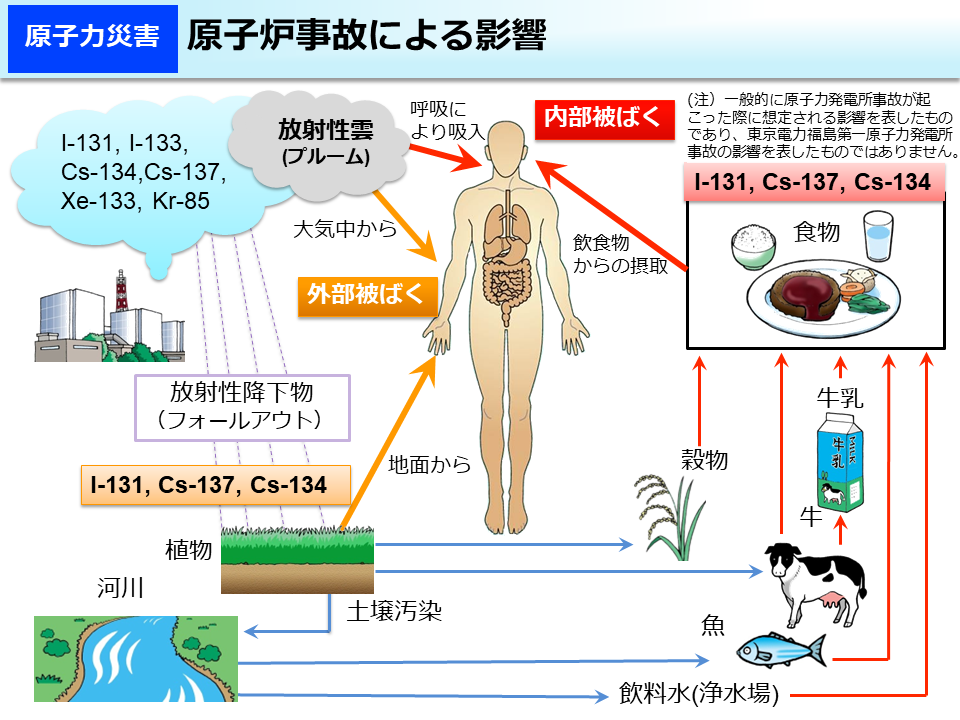 原子力災害
原子炉事故による影響
I-131, I-133,
Cs-134,Cs-137,
Xe-133, Kr-85
放射性雲
(プルーム)
呼吸に
より吸入
内部被ばく
(注）一般的に原子力発電所事故が起
こった際に想定される影響を表したもの
であり、東京電力福島第一原子力発電所
事故の影響を表したものではありません。
I-131, Cs-137, Cs-134
食物
大気中から
飲食物
からの摂取
外部被ばく
放射性降下物
（フォールアウト）
I-131, Cs-137, Cs-134
地面から
牛乳
牛乳
穀物
牛
植物
土壌汚染
河川
魚
飲料水(浄水場)